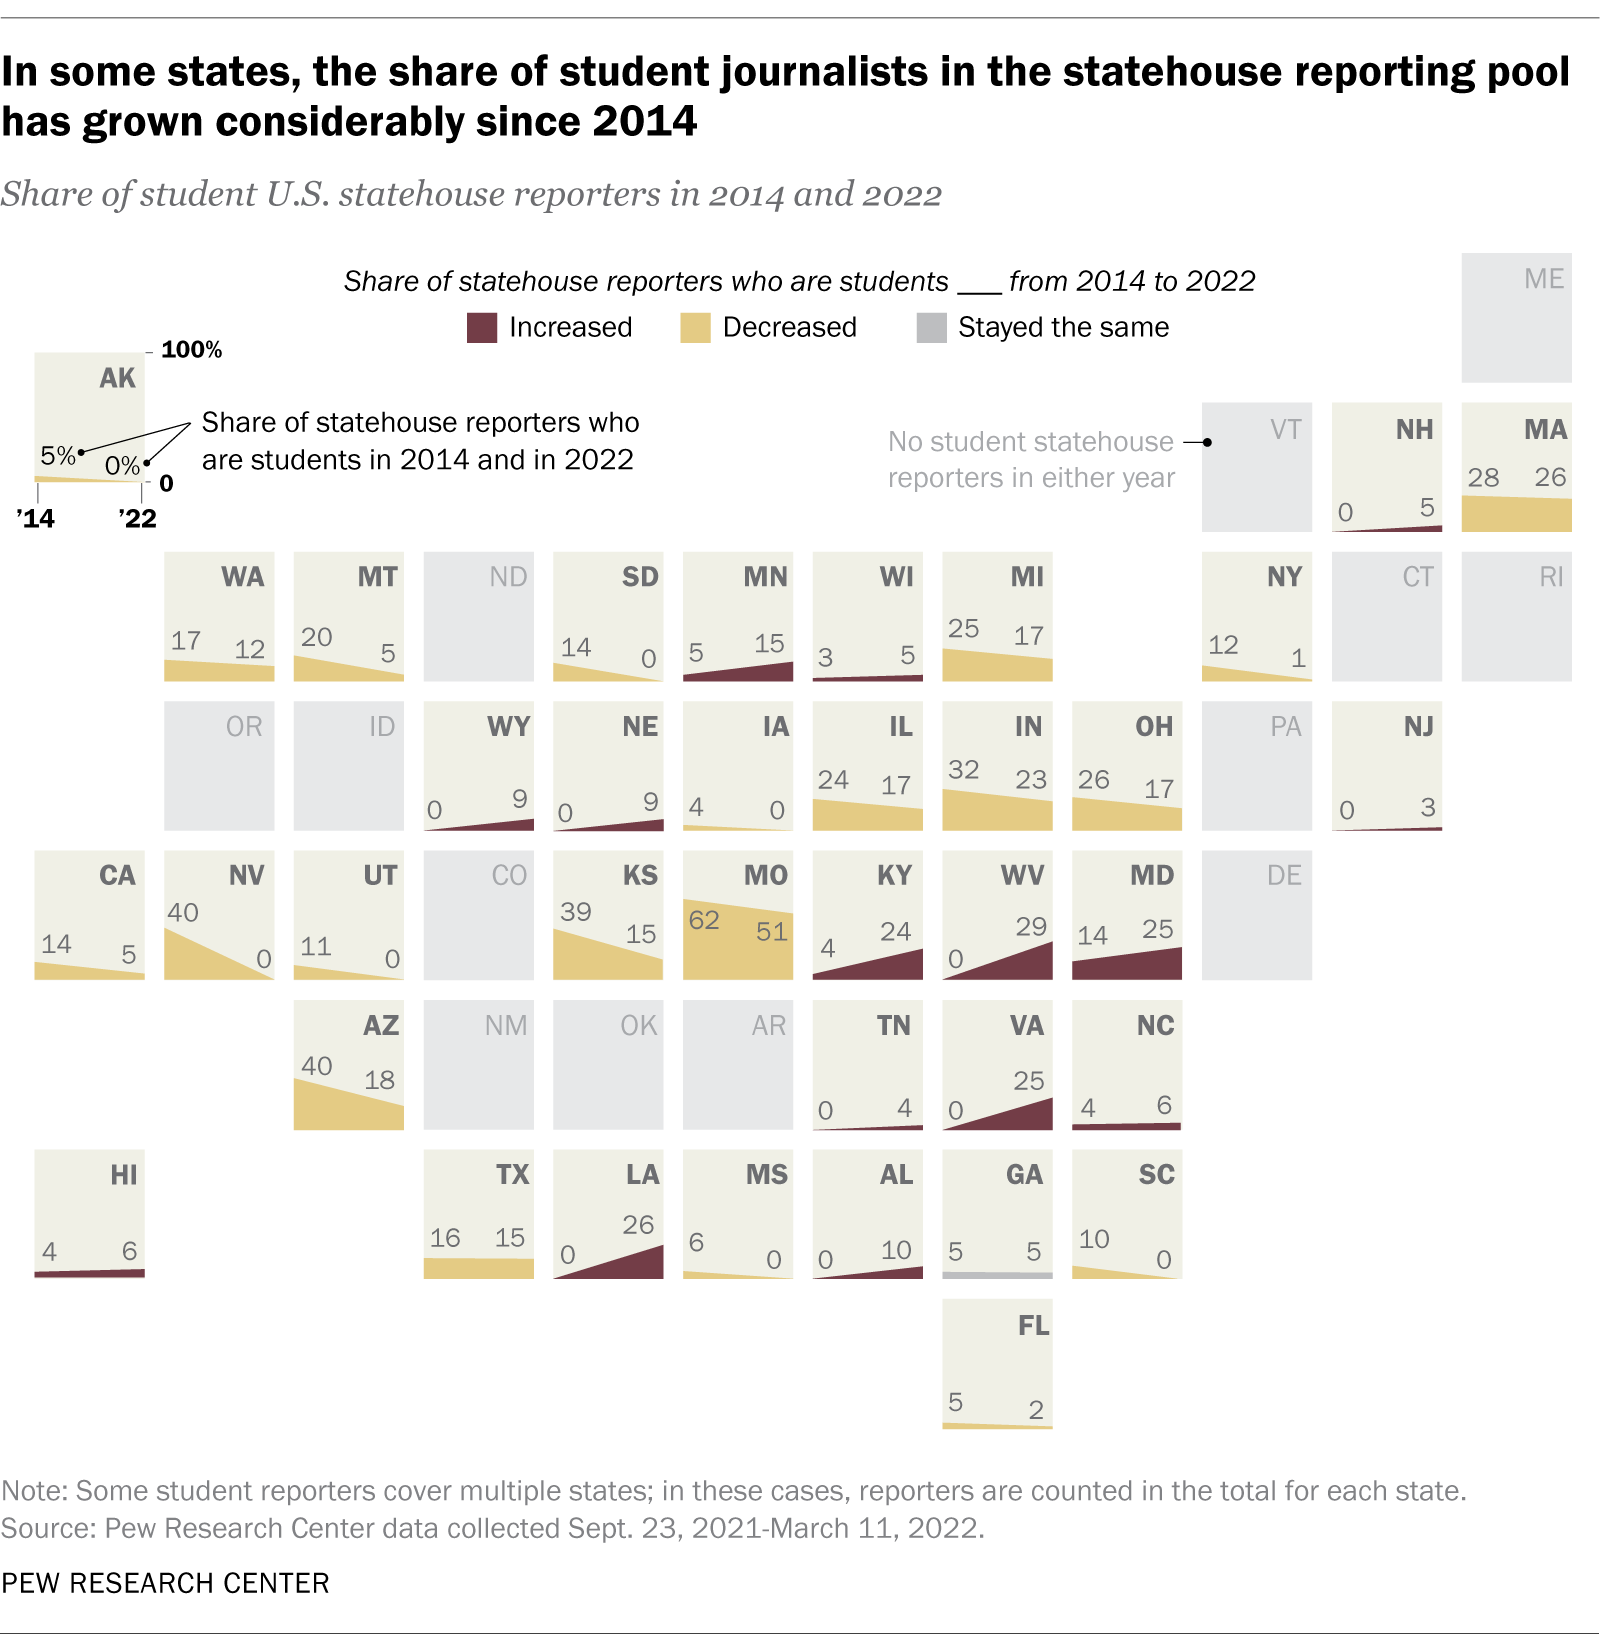 In some states, the share of student journalists in the statehouse reporting pool
has grown considerably since 2014
Share of student U.S. statehouse reporters in 2014 and 2022
Share of statehouse reporters who are students ___ from 2014 to 2022
Increased Decreased Stayed the same
ME
100%
AK
5% 0%
0
’14 ’22
Share of statehouse reporters who
are students in 2014 and in 2022
No student statehouse
reporters in either year
VT NH MA
0 5 28 26
WA MT ND SD MN WI MI NY CT RI
17 12 20 5 14 0 5 15 3 5 25 17 12 1
OR ID WY NE IA IL IN OH PA NJ
0 9 0 9 4 0 24 17 32 23 26 17 0 3
CA NV UT CO KS MO KY WV MD DE
14 5 40 0 11 0 39 15 62 51 4 24 0 29 14 25
AZ NM OK AR TN VA NC
40 18 0 4 0 25 4 6
HI TX LA MS AL GA SC
4 6 16 15 0 26 6 0 0 10 5 5 10 0
FL
5 2
Note: Some student reporters cover multiple states; in these cases, reporters are counted in the total for each state.
Source: Pew Research Center data collected Sept. 23, 2021-March 11, 2022.
PEW RESEARCH CENTER